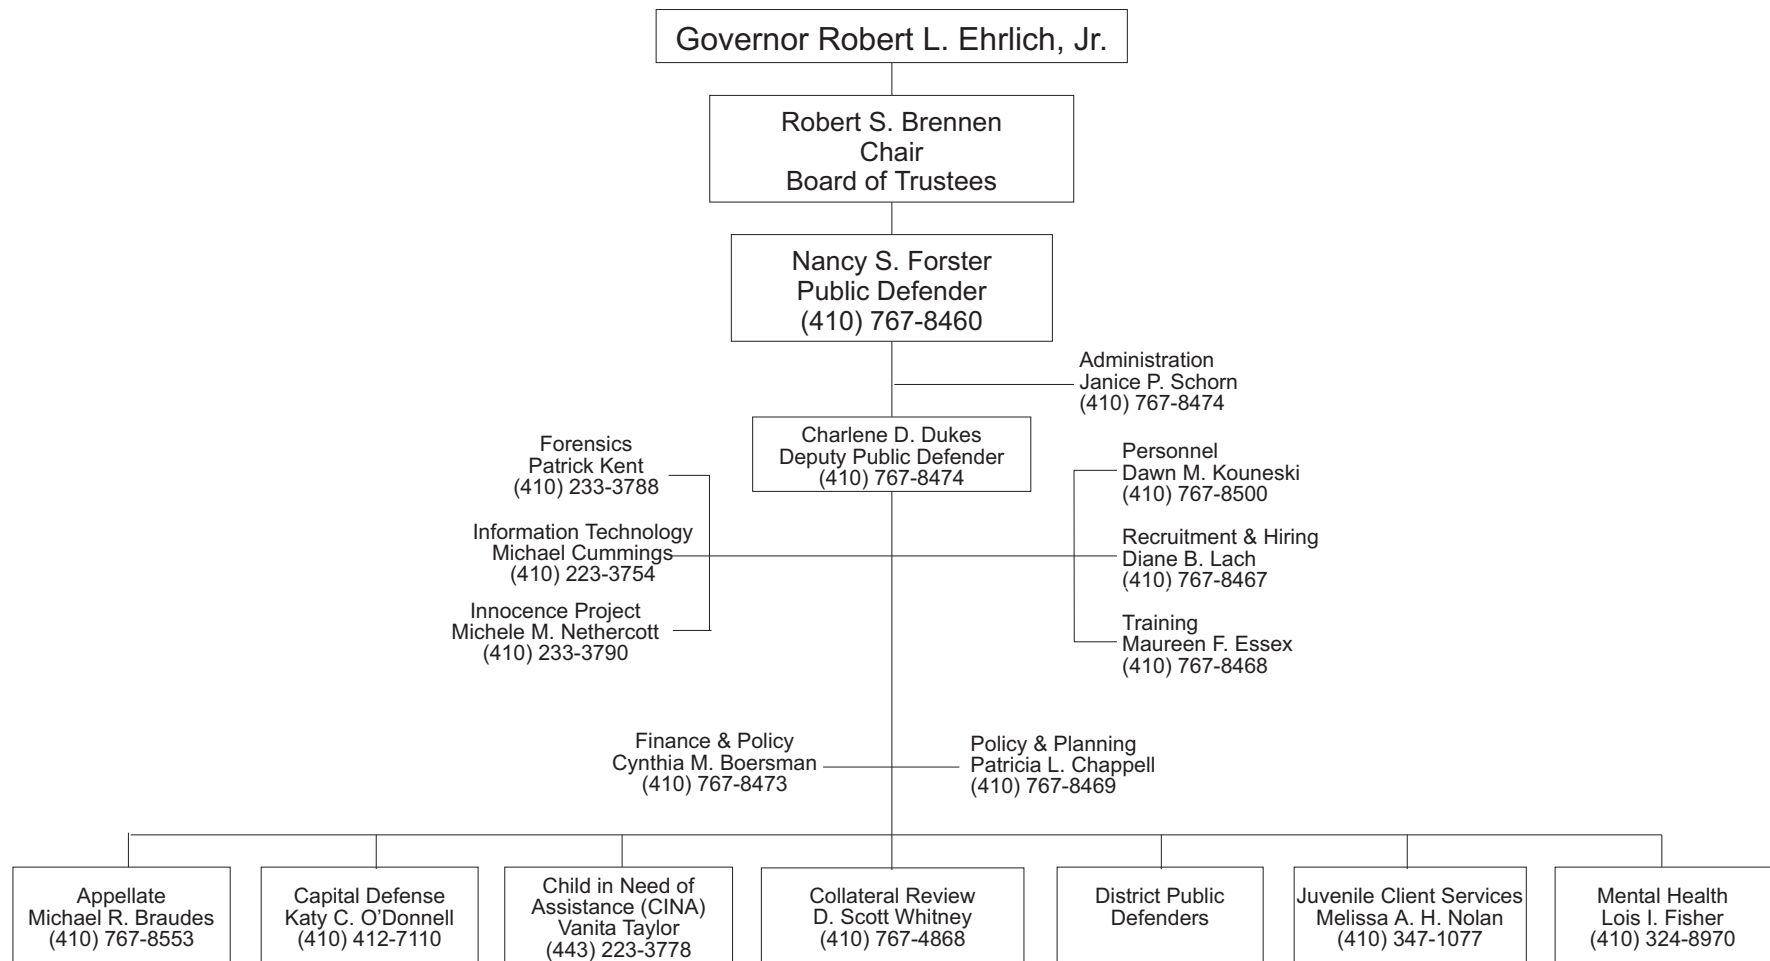 Governor Robert L. Ehrlich, Jr.
Robert S. Brennen
Chair
Board of Trustees
Nancy S. Forster
Public Defender
(410) 767-8460
Administration
Janice P. Schorn
(410) 767-8474
Charlene D. Dukes
Deputy Public Defender
(410) 767-8474
Forensics
Patrick Kent
(410) 233-3788
Information Technology
Michael Cummings
(410) 223-3754
Innocence Project
Michele M. Nethercott
(410) 233-3790
Personnel
Dawn M. Kouneski
(410) 767-8500
Recruitment & Hiring
Diane B. Lach
(410) 767-8467
Training
Maureen F. Essex
(410) 767-8468
Finance & Policy
Cynthia M. Boersman
(410) 767-8473
Policy & Planning
Patricia L. Chappell
(410) 767-8469
Appellate
Michael R. Braudes
(410) 767-8553
Capital Defense
Katy C. O’Donnell
(410) 412-7110
Child in Need of
Assistance (CINA)
Vanita Taylor
(443) 223-3778
Collateral Review
D. Scott Whitney
(410) 767-4868
District Public
Defenders
Juvenile Client Services
Melissa A. H. Nolan
(410) 347-1077
Mental Health
Lois I. Fisher
(410) 324-8970